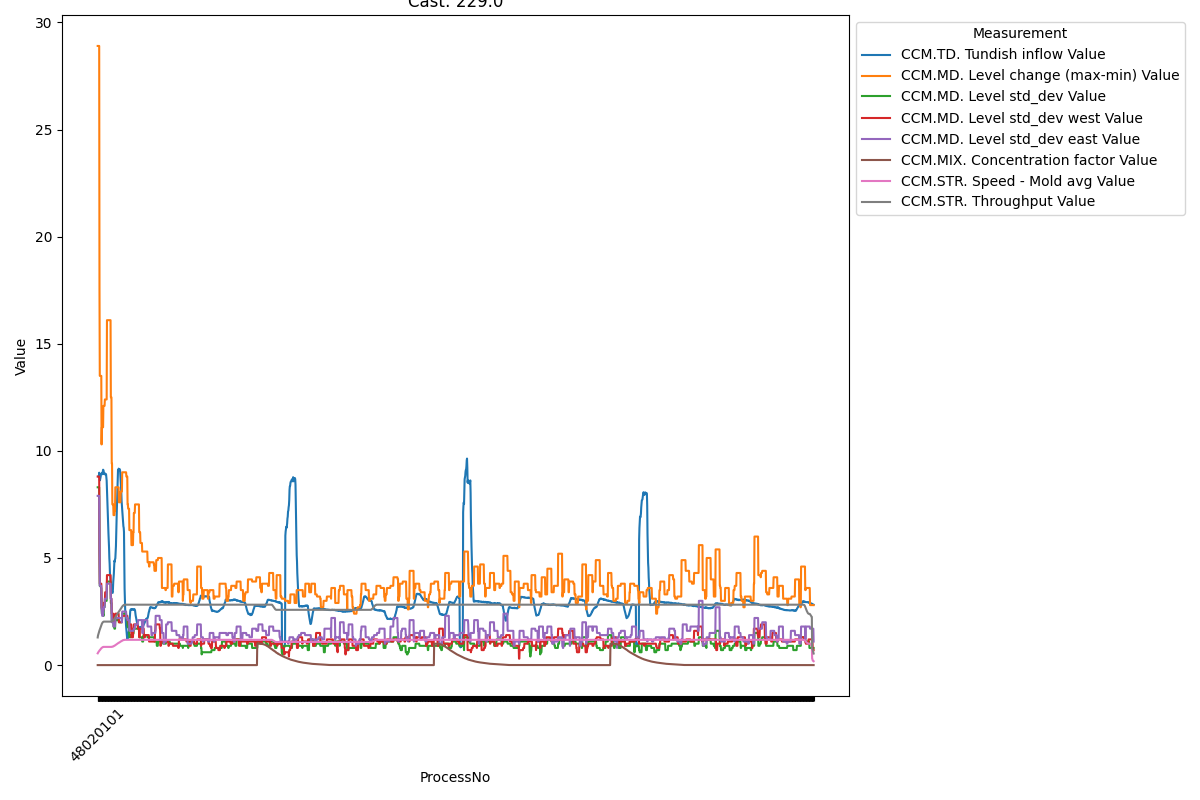 Cast: 229.0
30
25
20
15
10
5
0
Value
48020101
ProcessNo
Measurement
CCM.TD. Tundish inflow Value
CCM.MD. Level change (max-min) Value
CCM.MD. Level std_dev Value
CCM.MD. Level std_dev west Value
CCM.MD. Level std_dev east Value
CCM.MIX. Concentration factor Value
CCM.STR. Speed - Mold avg Value
CCM.STR. Throughput Value